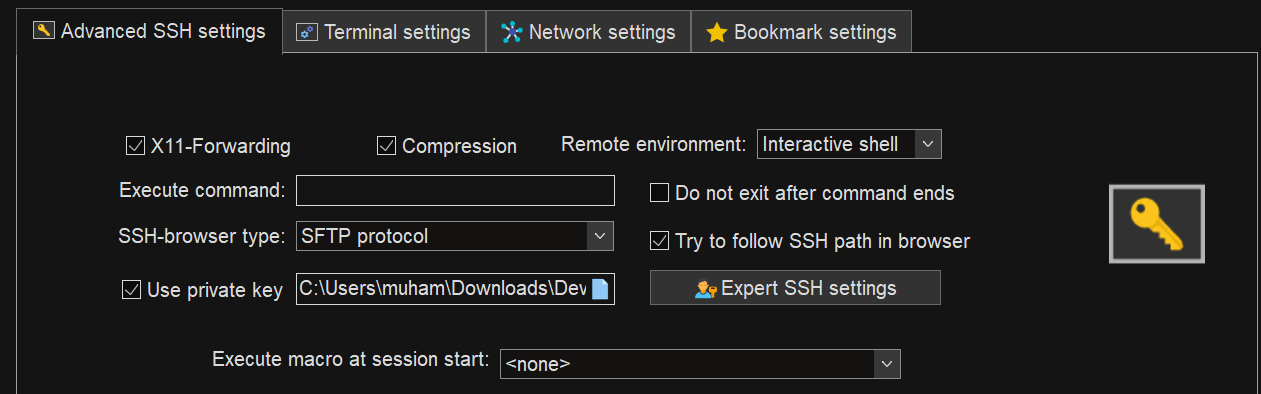 Advanced SSH settings Terminal settings Network settings Bookmark settings
X11-Forwarding Compression Remote environment: Interactive shell
Execute command: Do not exit after command ends
SSH-browser type: SFTP protocol Try to follow SSH path in browser
Use private key C:\Users\muham\Downloads\Dev Expert SSH settings
Execute macro at session start: <none>